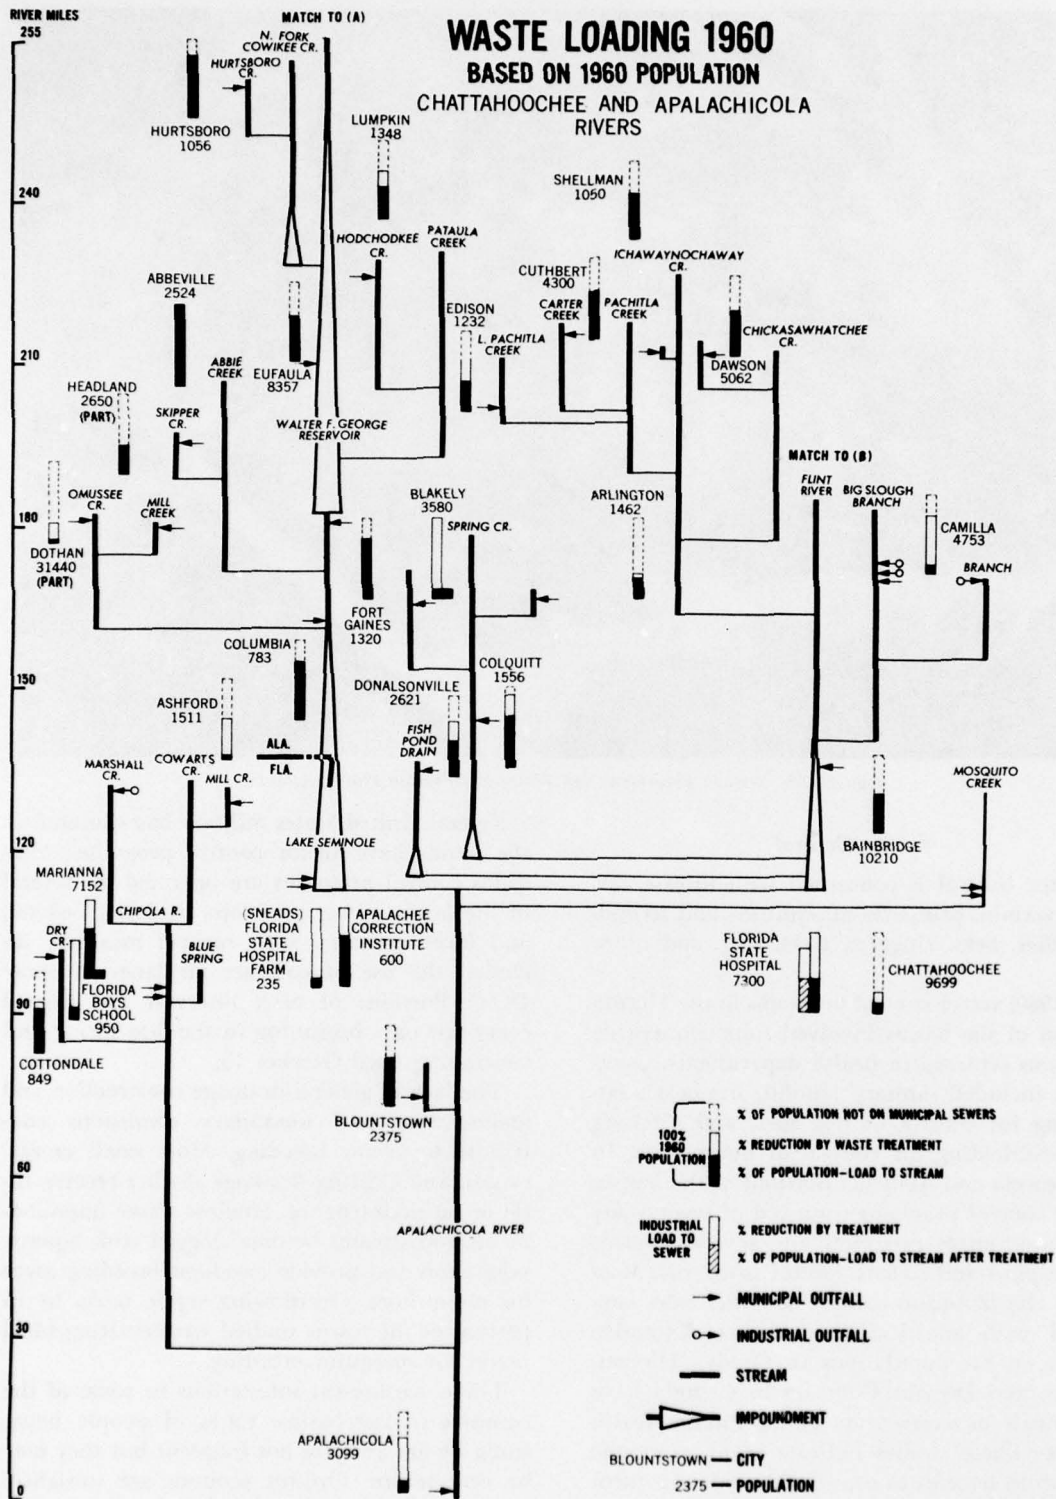 RIVER MILES
255
240
210
180
150
120
90
60
30
0
MATCH TO (A)
WASTE LOADING 1960
BASED ON 1960 POPULATION
CHATTAHOOCHEE AND APALACHICOLA
RIVERS
N. FORK
COWIKEE CR.
HURTSBORO
CR.
HURTSBORO
1056
LUMPKIN
1348
SHELLMAN
1050
HODCHODKEE
CR.
PATAULA
CREEK
ICHAWAYNOCHAWAY
CR.
ABBEVILLE
2524
CUTHBERT
4300
CARTER
CREEK
PACHITLA
CREEK
EDISON
1232
L. PACHITLA
CREEK
CHICKASAWHATCHEE
CR.
DAWSON
5062
ABBIE
CREEK
EUFAULA
8357
HEADLAND
2650
(PART)
SKIPPER
CR.
WALTER F. GEORGE
RESERVOIR
MATCH TO (B)
FLINT
RIVER
BIG SLOUGH
BRANCH
OMUSSEE
CR.
MILL
CREEK
BLAKELY
3580
SPRING CR.
ARLINGTON
1462
CAMILLA
4753
BRANCH
DOTHAN
31440
(PART)
FORT
GAINES
1320
COLUMBIA
783
COLQUITT
1556
DONALSONVILLE
2621
ASHFORD
1511
FISH
POND
DRAIN
ALA.
FLA.
MARSHALL
CR.
COWARTS
CR.
MILL CR.
MOSQUITO
CREEK
LAKE SEMINOLE
BAINBRIDGE
10210
MARIANNA
7152
CHIPOLA R.
DRY
CR.
BLUE
SPRING
(SNEADS)
FLORIDA
STATE
HOSPITAL
FARM
235
APALACHEE
CORRECTION
INSTITUTE
600
FLORIDA
STATE
HOSPITAL
7300
CHATTAHOOCHEE
9699
FLORIDA
BOYS
SCHOOL
950
COTTONDALE
849
BLOUNTSTOWN
2375
100%
1960
POPULATION
% OF POPULATION NOT ON MUNICIPAL SEWERS
% REDUCTION BY WASTE TREATMENT
% OF POPULATION-LOAD TO STREAM
INDUSTRIAL
LOAD TO
SEWER
% REDUCTION BY TREATMENT
% OF POPULATION-LOAD TO STREAM AFTER TREATMENT
MUNICIPAL OUTFALL
INDUSTRIAL OUTFALL
STREAM
IMPOUNDMENT
BLOUNTSTOWN — CITY
2375 — POPULATION
APALACHICOLA RIVER
APALACHICOLA
3099